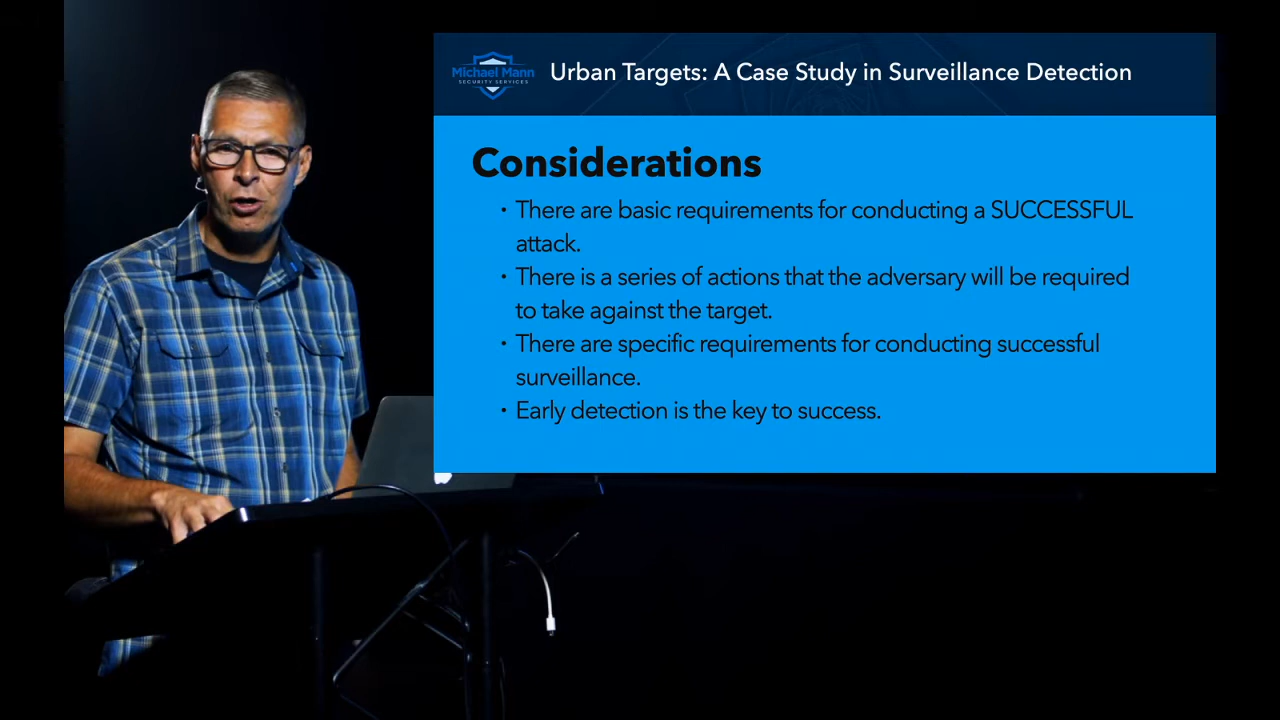 Michael Mann
SECURITY SERVICES
Urban Targets: A Case Study in Surveillance Detection
Considerations
• There are basic requirements for conducting a SUCCESSFUL
attack.
• There is a series of actions that the adversary will be required
to take against the target.
• There are specific requirements for conducting successful
surveillance.
• Early detection is the key to success.